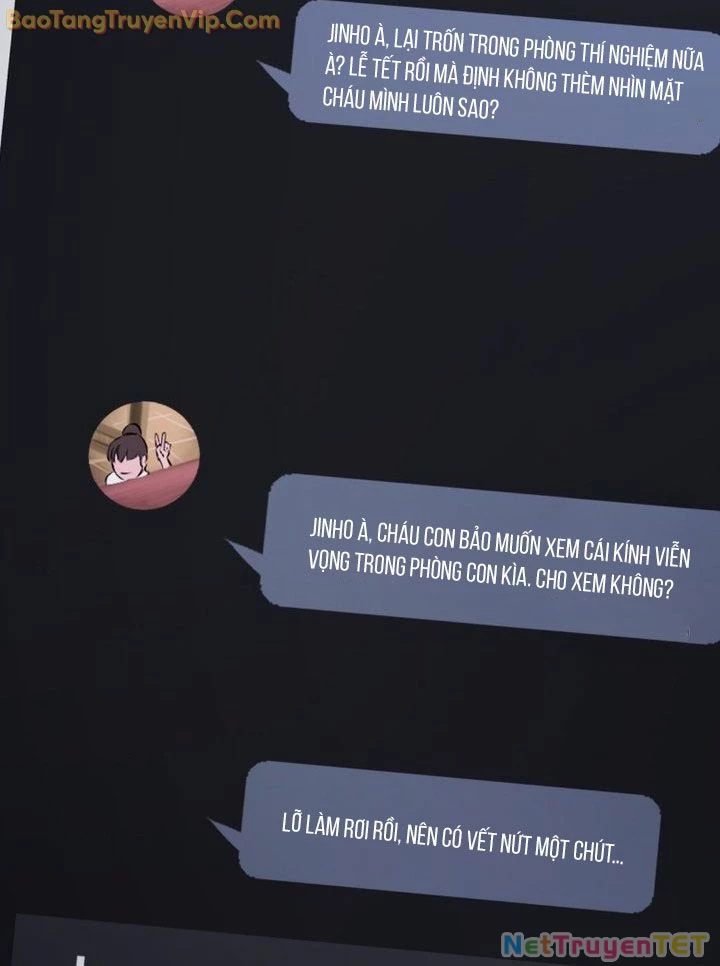 BaoTangTruyenVip.Com
JINHO À, LẠI TRỐN TRONG PHÒNG THÍ NGHIỆM NỮA
À? LỄ TẾT RỒI MÀ ĐỊNH KHÔNG THÈM NHÌN MẶT
CHÁU MÌNH LUÔN SAO?
JINHO À, CHÁU CON BẢO MUỐN XEM CÁI KÍNH VIỄN
VỌNG TRONG PHÒNG CON KÌA. CHO XEM KHÔNG?
LỠ LÀM RƠI RỒI, NÊN CÓ VẾT NỨT MỘT CHÚT...
NetTruyenTET